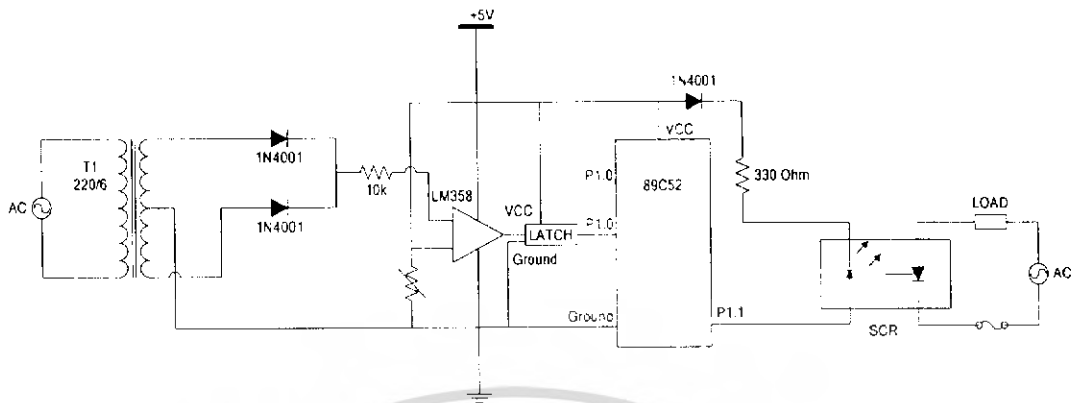 +5V
1N4001
VCC
T1
220/6
1N4001
10k
LM358
P1.0
89C52
330 Ohm
AC
1N4001
VCC
LATCH
P1.0
Ground
LOAD
AC
Ground
P1.1
SCR